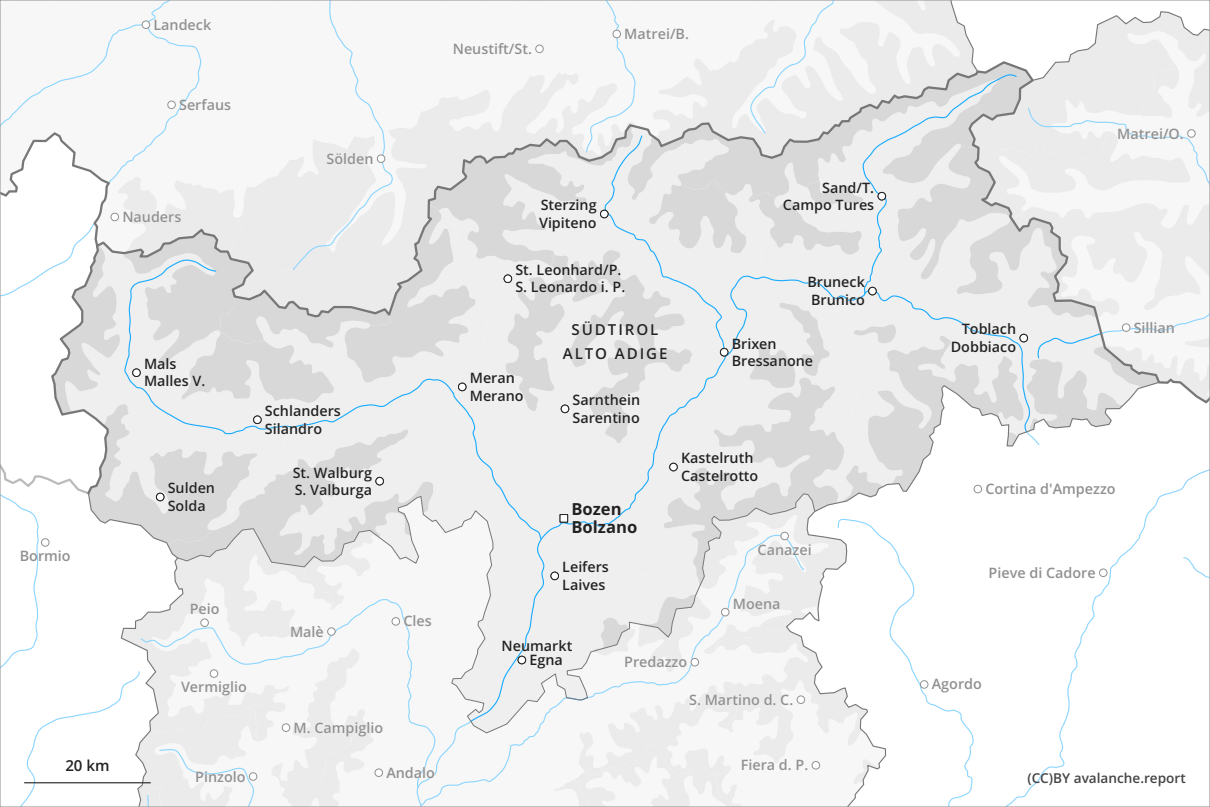 Landeck
Matrei/B.
Neustift/St.
Serfaus
Matrei/O.
Sölden
Nauders
Sand/T.
Campo Tures
Sterzing
Vipiteno
St. Leonhard/P.
S. Leonardo i. P.
Bruneck
Brunico
SÜDTIROL
ALTO ADIGE
Toblach
Dobbiaco
Sillian
Brixen
Bressanone
Mals
Malles V.
Meran
Merano
Sarnthein
Sarentino
Schlanders
Silandro
Kastelruth
Castelrotto
St. Walburg
S. Valburga
Sulden
Solda
Cortina d'Ampezzo
Bozen
Bolzano
Bormio
Canazei
Leifers
Laives
Pieve di Cadore
Peio
Moena
Malè
Cles
Neumarkt
Egna
Predazzo
Vermiglio
Agordo
S. Martino d. C.
M. Campiglio
20 km
Fiera d. P.
Pinzolo
Andalo
(CC)BY avalanche.report